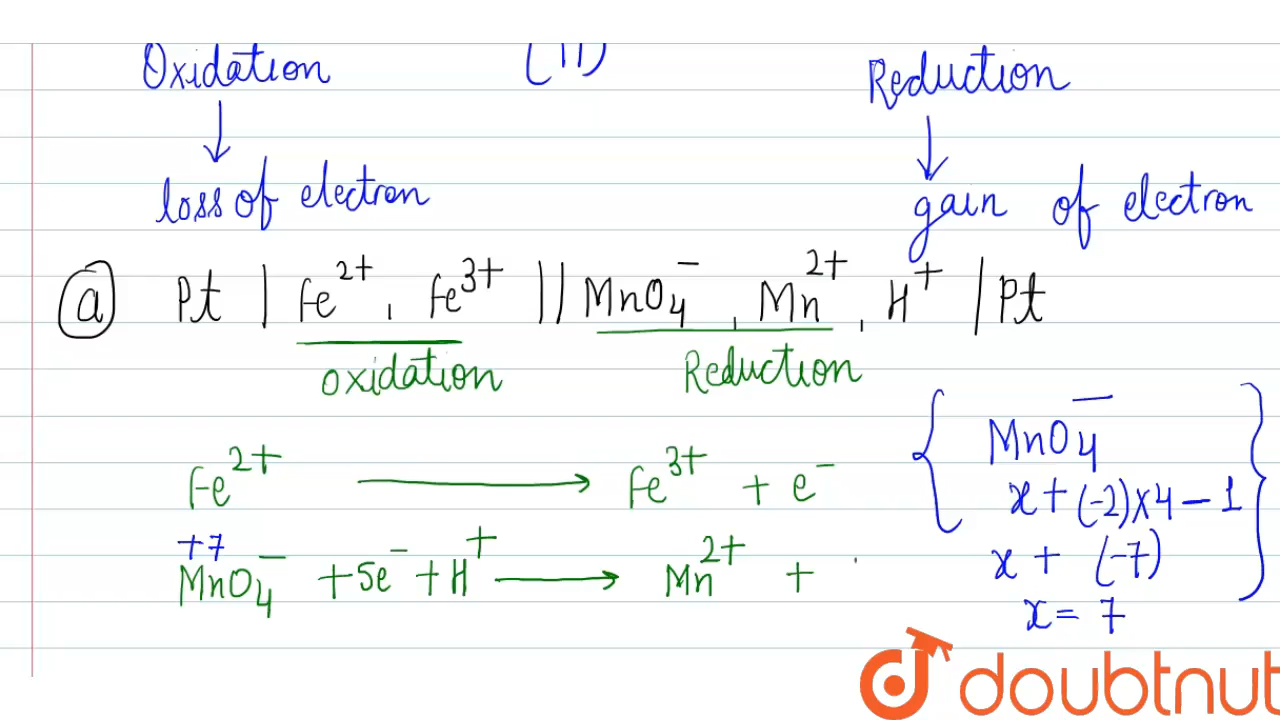 Oxidation (II) Reduction
loss of electron gain of electron
(a) Pt | Fe²⁺, Fe³⁺ || MnO₄⁻, Mn²⁺, H⁺ | Pt
oxidation Reduction
MnO₄⁻
Fe²⁺ → Fe³⁺ + e⁻
x + (-2)×4 - 1
+7
x + (-7)
MnO₄⁻ + 5e⁻ + H⁺ → Mn²⁺ +
x = 7
doubtnut